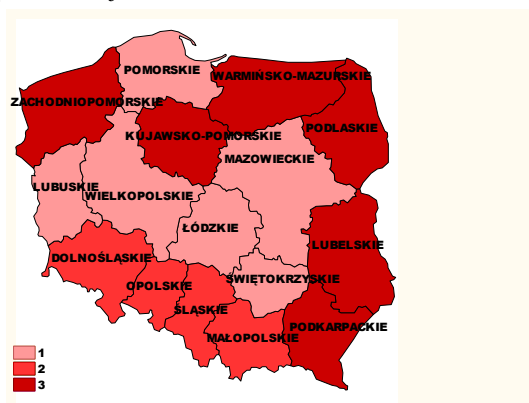 POMORSKIE
WARMIŃSKO-MAZURSKIE
ZACHODNIOPOMORSKIE
PODLASKIE
KUJAWSKO-POMORSKIE
MAZOWIECKIE
LUBUSKIE
WIELKOPOLSKIE
ŁÓDZKIE
LUBELSKIE
DOLNOŚLĄSKIE
ŚWIĘTOKRZYSKIE
OPOLSKIE
ŚLĄSKIE
PODKARPACKIE
MAŁOPOLSKIE
1
2
3